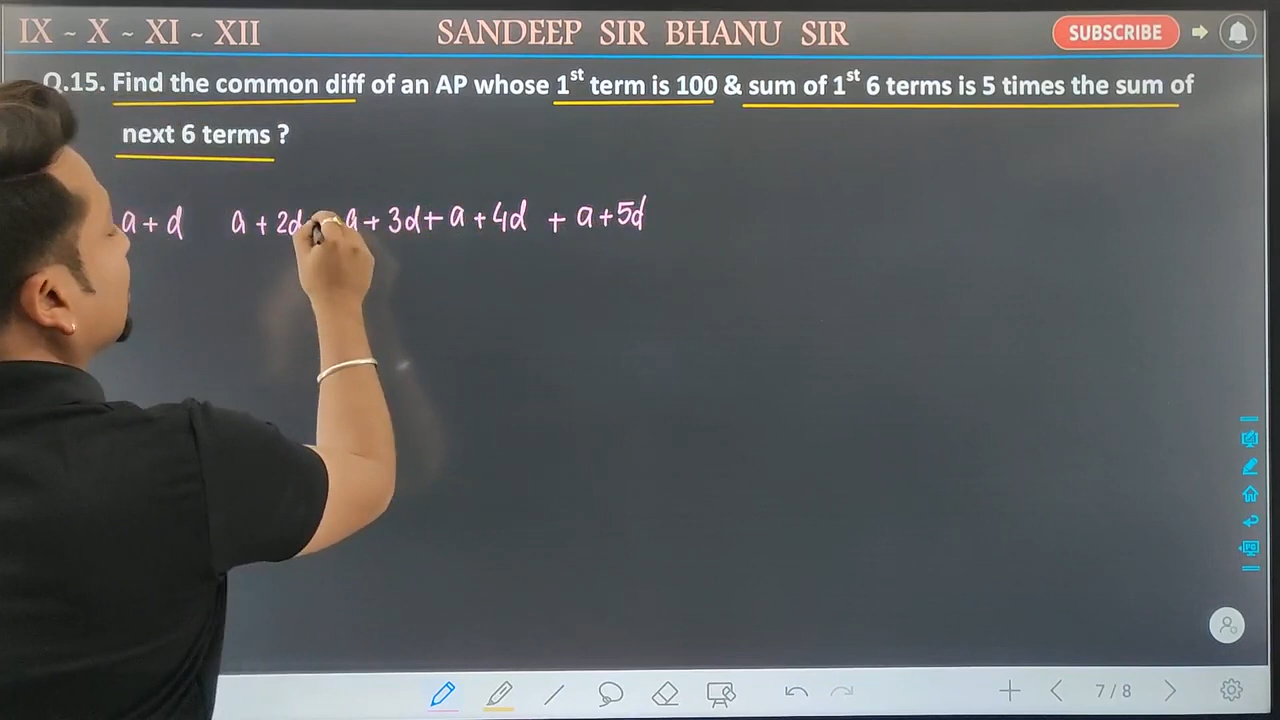 IX ~ X ~ XI ~ XII SANDEEP SIR BHANU SIR SUBSCRIBE
Q.15. Find the common diff of an AP whose 1st term is 100 & sum of 1st 6 terms is 5 times the sum of
next 6 terms ?
a + d a + 2d + a + 3d + a + 4d + a + 5d
7 / 8